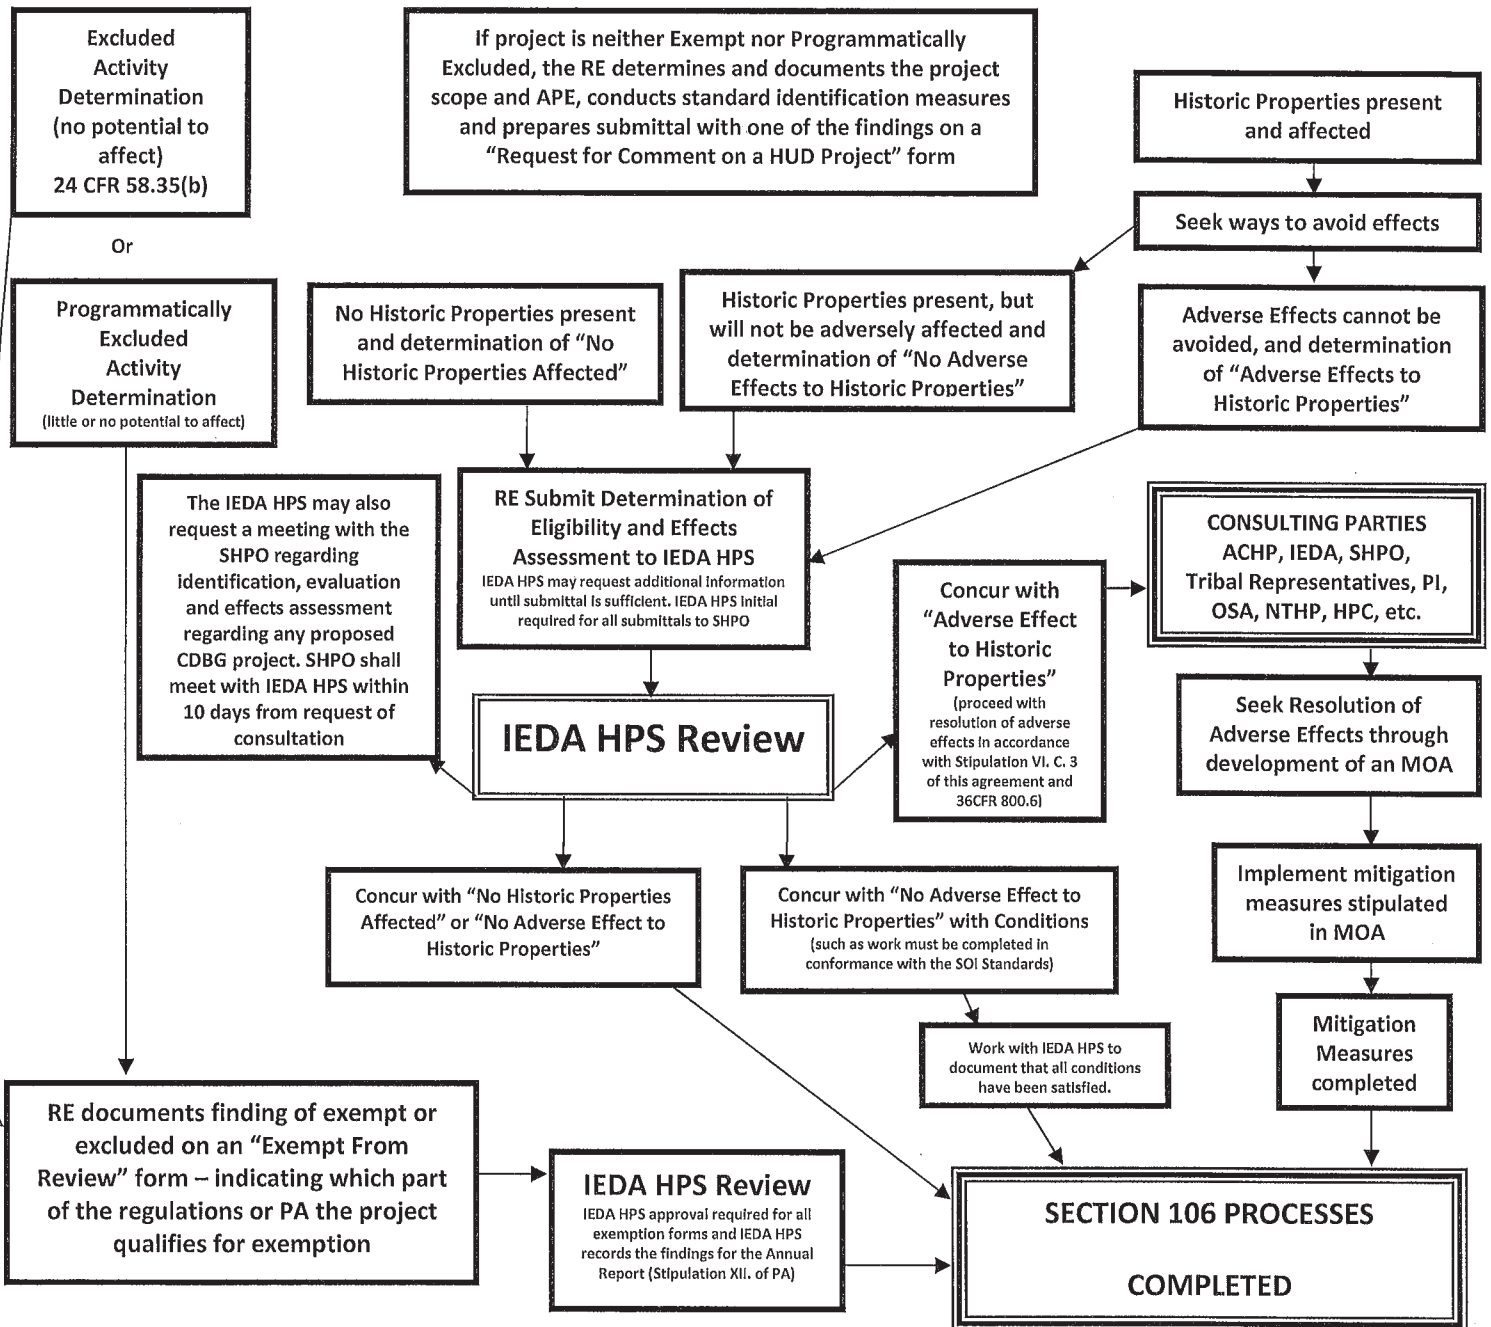 Excluded
Activity
Determination
(no potential to
affect)
24 CFR 58.35(b)
Or
Programmatically
Excluded
Activity
Determination
(little or no potential to affect)
If project is neither Exempt nor Programmatically
Excluded, the RE determines and documents the project
scope and APE, conducts standard identification measures
and prepares submittal with one of the findings on a
“Request for Comment on a HUD Project” form
Historic Properties present
and affected
Seek ways to avoid effects
No Historic Properties present
and determination of “No
Historic Properties Affected”
Historic Properties present, but
will not be adversely affected and
determination of “No Adverse
Effects to Historic Properties”
Adverse Effects cannot be
avoided, and determination
of “Adverse Effects to
Historic Properties”
The IEDA HPS may also
request a meeting with the
SHPO regarding
identification, evaluation
and effects assessment
regarding any proposed
CDBG project. SHPO shall
meet with IEDA HPS within
10 days from request of
consultation
RE Submit Determination of
Eligibility and Effects
Assessment to IEDA HPS
IEDA HPS may request additional information
until submittal is sufficient. IEDA HPS initial
required for all submittals to SHPO
IEDA HPS Review
Concur with
“Adverse Effect
to Historic
Properties”
(proceed with
resolution of adverse
effects in accordance
with Stipulation VI. C. 3
of this agreement and
36CFR 800.6)
CONSULTING PARTIES
ACHP, IEDA, SHPO,
Tribal Representatives, PI,
OSA, NTHP, HPC, etc.
Seek Resolution of
Adverse Effects through
development of an MOA
Implement mitigation
measures stipulated
in MOA
Mitigation
Measures
completed
Concur with “No Historic Properties
Affected” or “No Adverse Effect to
Historic Properties”
Concur with “No Adverse Effect to
Historic Properties” with Conditions
(such as work must be completed in
conformance with the SOI Standards)
Work with IEDA HPS to
document that all conditions
have been satisfied.
RE documents finding of exempt or
excluded on an “Exempt From
Review” form – indicating which part
of the regulations or PA the project
qualifies for exemption
IEDA HPS Review
IEDA HPS approval required for all
exemption forms and IEDA HPS
records the findings for the Annual
Report (Stipulation XII. of PA)
SECTION 106 PROCESSES
COMPLETED